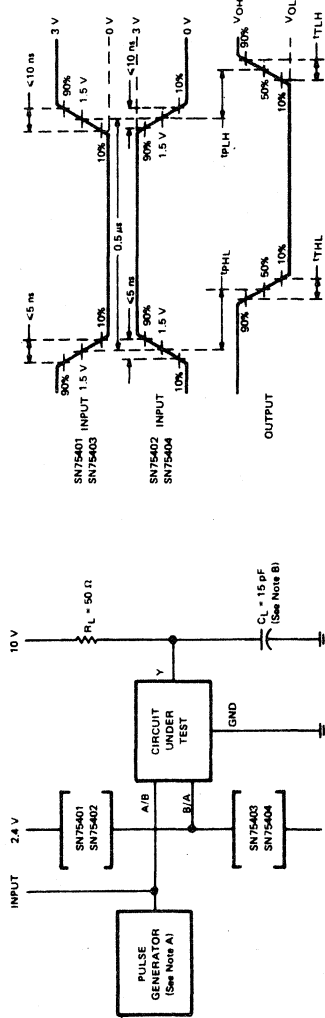 INPUT
2.4 V
10 V
SN75401
SN75402
RL = 50 Ω
PULSE
GENERATOR
(See Note A)
A/B
B/A
CIRCUIT
UNDER
TEST
Y
GND
SN75403
SN75404
CL = 15 pF
(See Note B)
<5 ns
<10 ns
3 V
90%
90%
1.5 V
1.5 V
10%
10%
0 V
SN75401
SN75403
INPUT
0.5 μs
<5 ns
<10 ns
3 V
90%
90%
1.5 V
1.5 V
10%
10%
0 V
SN75402
SN75404
INPUT
tPHL
tPLH
VOH
90%
90%
50%
50%
10%
10%
VOL
OUTPUT
tTHL
tTLH